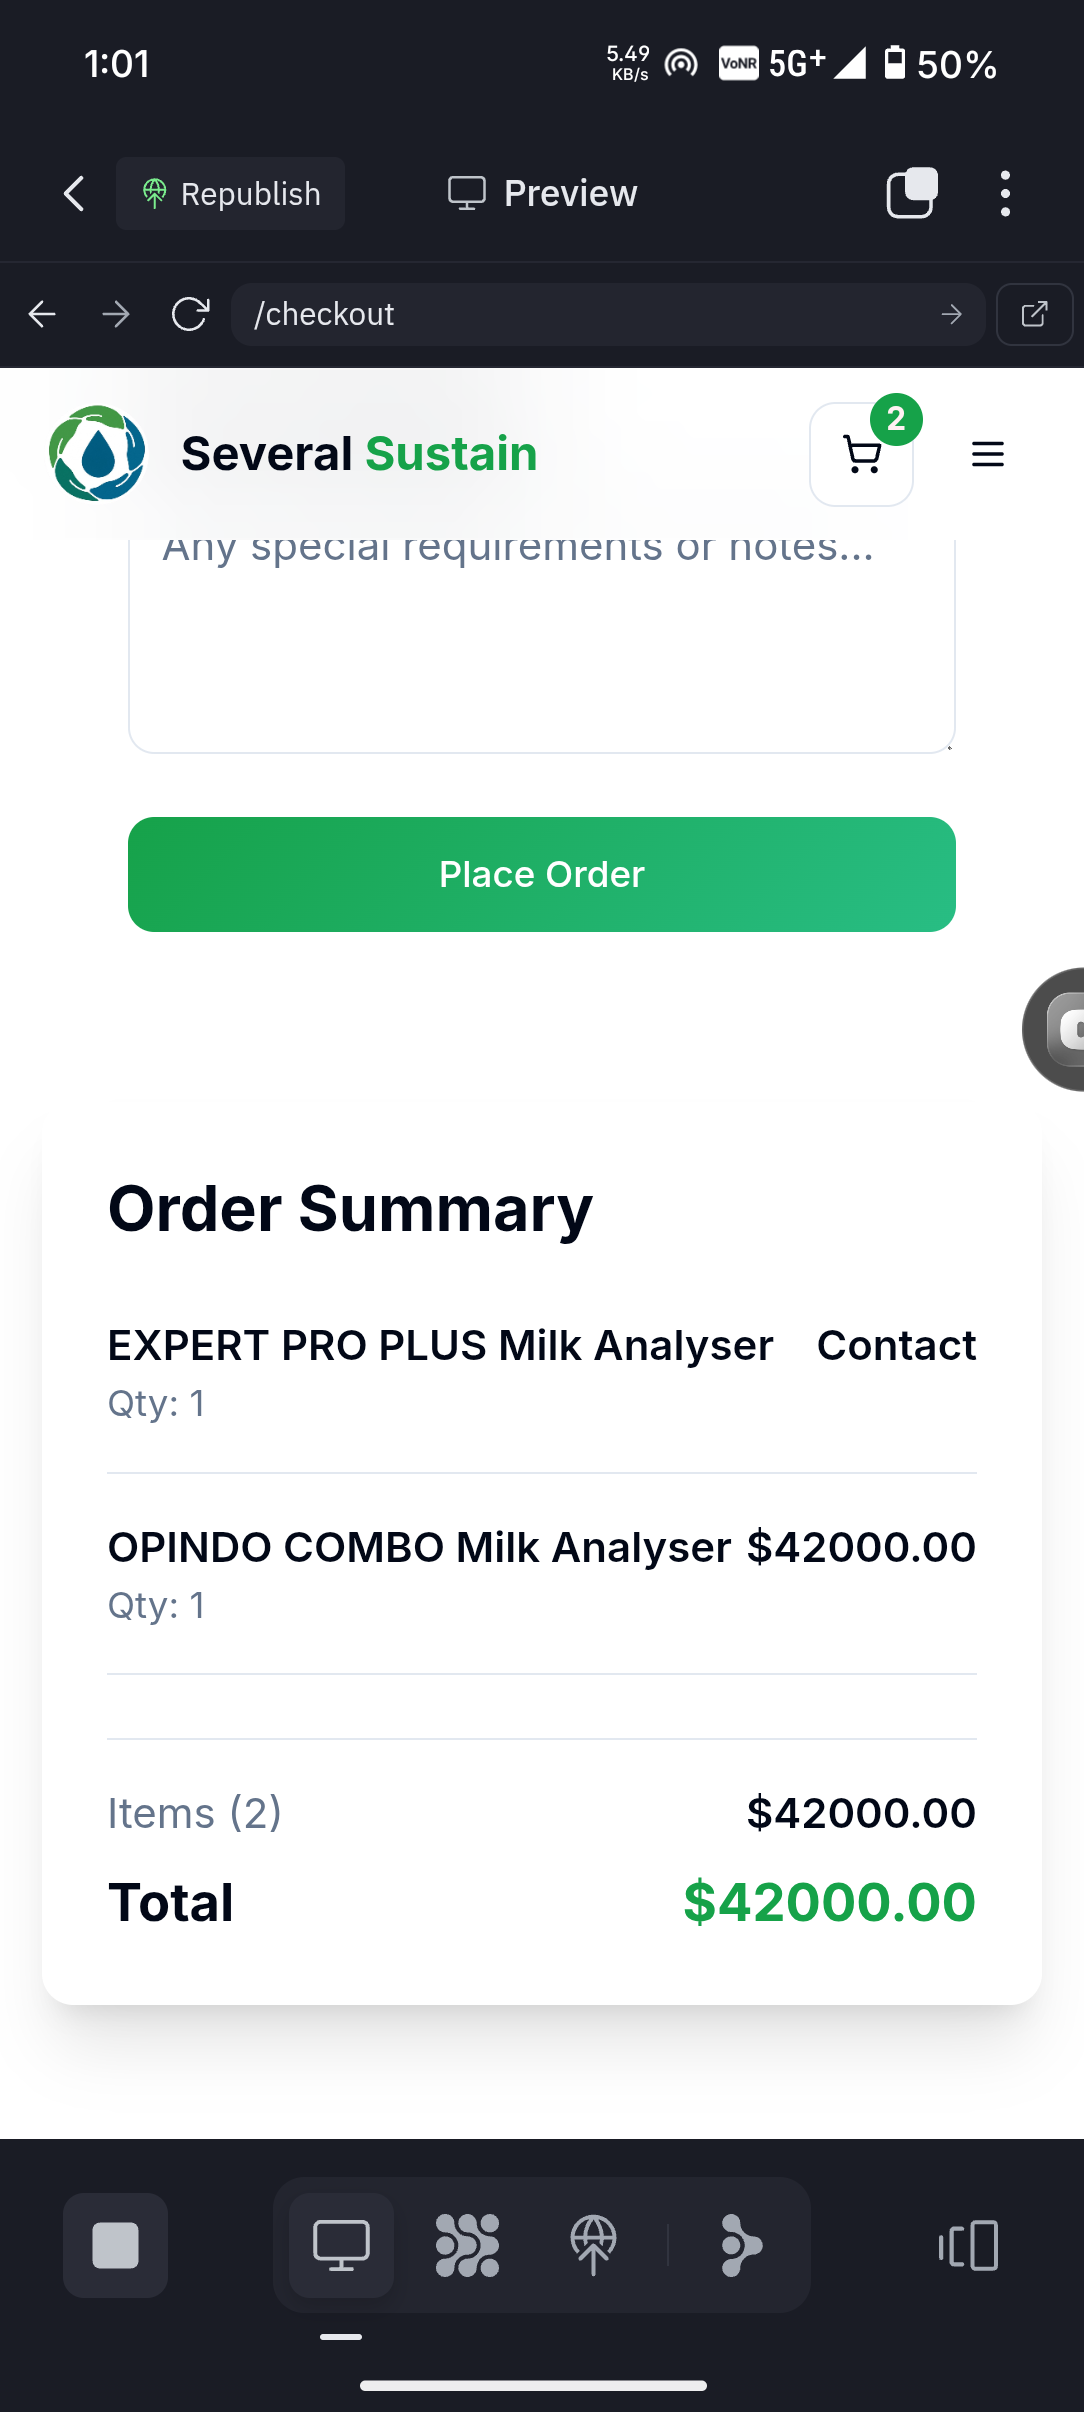 1:01
5.49
KB/s
VoNR
5G+
50%
Republish
Preview
/checkout
Several Sustain
2
Any special requirements or notes...
Place Order
Order Summary
EXPERT PRO PLUS Milk Analyser Contact
Qty: 1
OPINDO COMBO Milk Analyser $42000.00
Qty: 1
Items (2) $42000.00
Total $42000.00